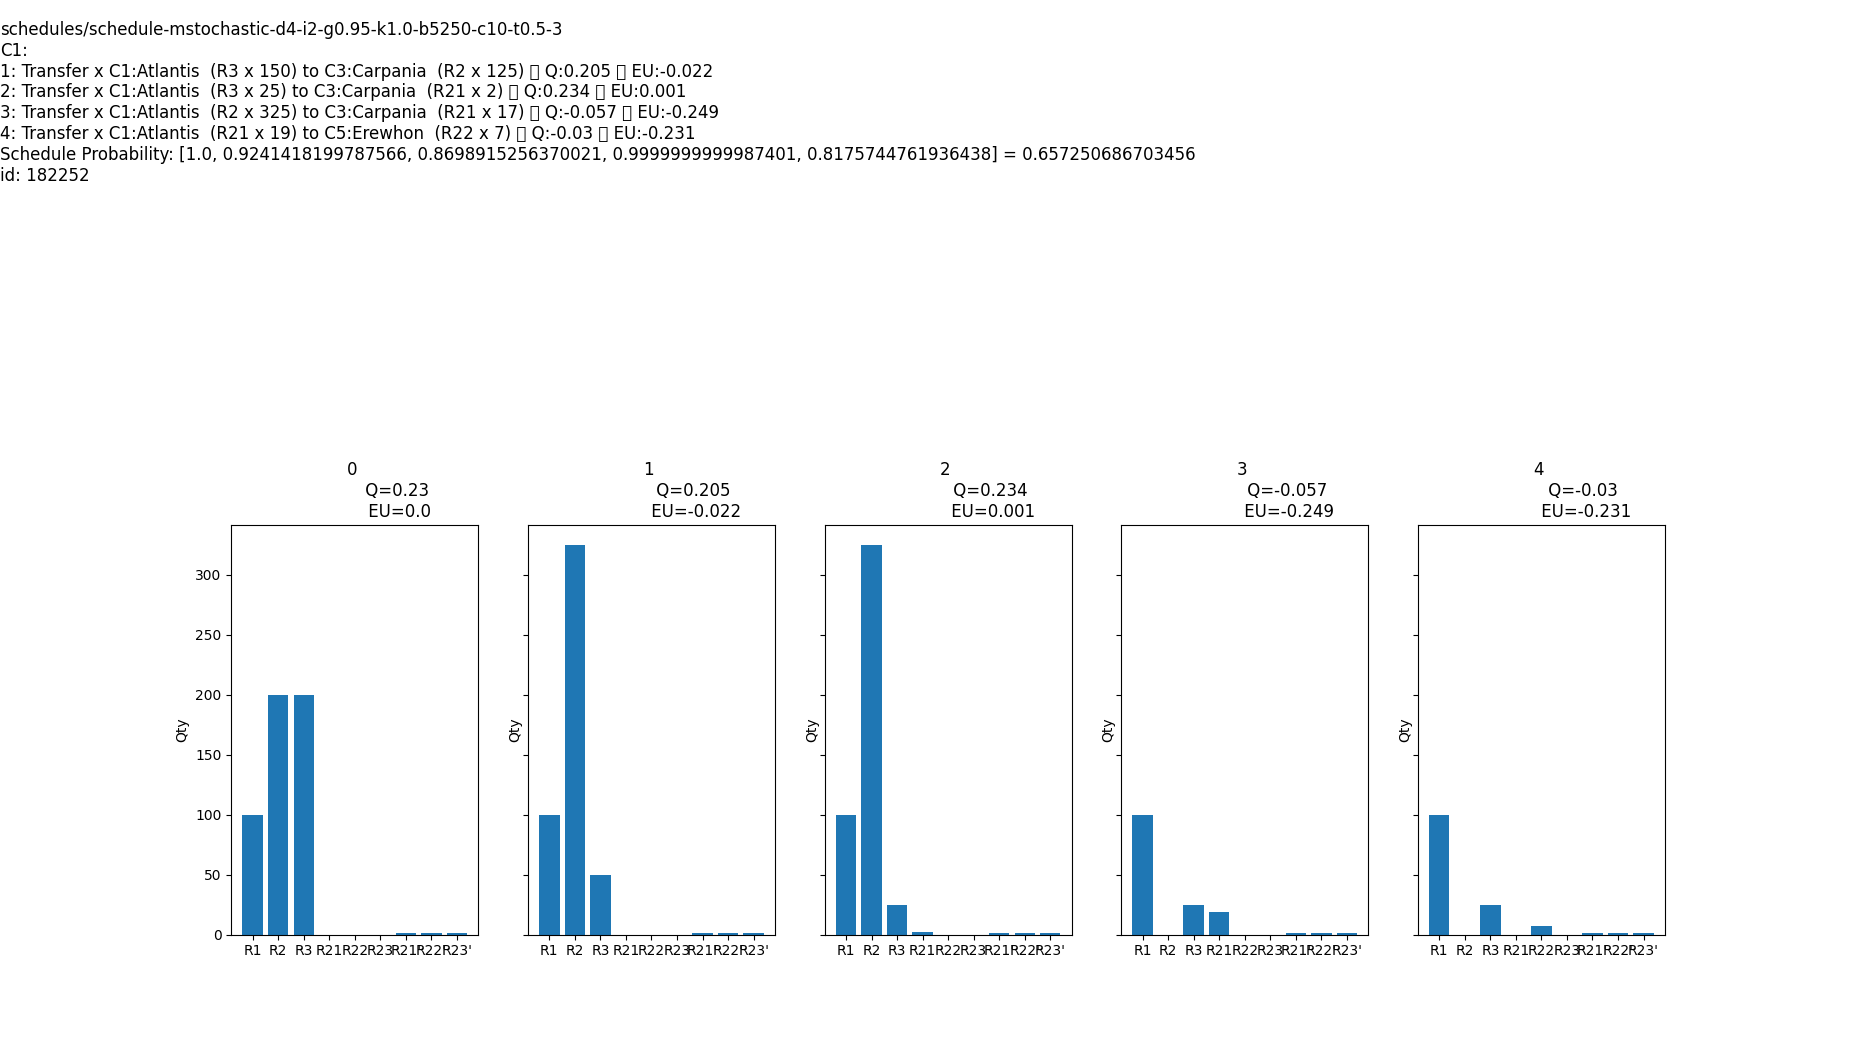 schedules/schedule-mstochastic-d4-i2-g0.95-k1.0-b5250-c10-t0.5-3
C1:
1: Transfer x C1:Atlantis (R3 x 150) to C3:Carpania (R2 x 125) ▯ Q:0.205 ▯ EU:-0.022
2: Transfer x C1:Atlantis (R3 x 25) to C3:Carpania (R21 x 2) ▯ Q:0.234 ▯ EU:0.001
3: Transfer x C1:Atlantis (R2 x 325) to C3:Carpania (R21 x 17) ▯ Q:-0.057 ▯ EU:-0.249
4: Transfer x C1:Atlantis (R21 x 19) to C5:Erewhon (R22 x 7) ▯ Q:-0.03 ▯ EU:-0.231
Schedule Probability: [1.0, 0.9241418199787566, 0.8698915256370021, 0.9999999999987401, 0.8175744761936438] = 0.657250686703456
id: 182252
0
Q=0.23
EU=0.0
1
Q=0.205
EU=-0.022
2
Q=0.234
EU=0.001
3
Q=-0.057
EU=-0.249
4
Q=-0.03
EU=-0.231
300
250
200
150
100
50
0
Qty
Qty
Qty
Qty
Qty
R1 R2 R3 R21 R22 R23 R21' R22' R23'
R1 R2 R3 R21 R22 R23 R21' R22' R23'
R1 R2 R3 R21 R22 R23 R21' R22' R23'
R1 R2 R3 R21 R22 R23 R21' R22' R23'
R1 R2 R3 R21 R22 R23 R21' R22' R23'